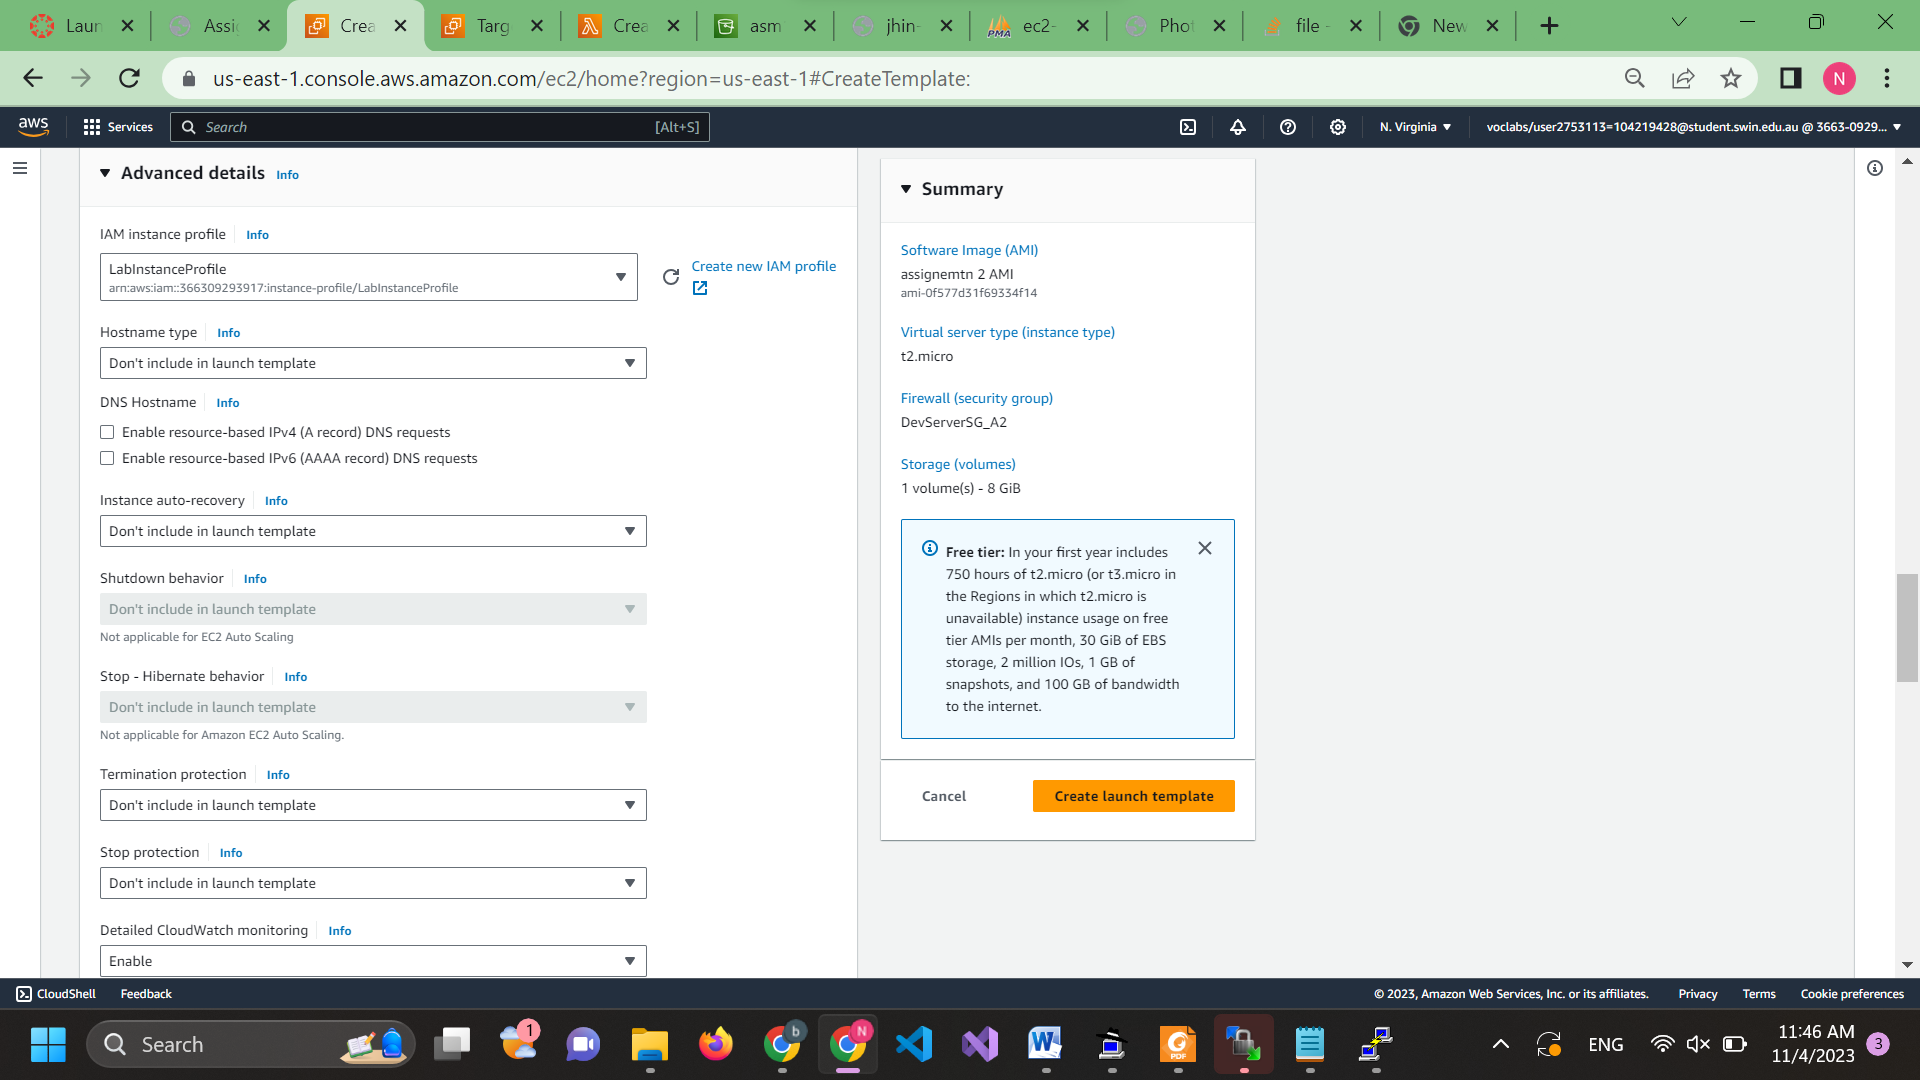 Laun
Assig
Crea
Targ
Crea
asm
jhin-
PMA
ec2-
Phot
file -
New
us-east-1.console.aws.amazon.com/ec2/home?region=us-east-1#CreateTemplate:
N
aws
Services
Search
[Alt+S]
N. Virginia
voclabs/user2753113=104219428@student.swin.edu.au @ 3663-0929...
Advanced details Info
IAM instance profile Info
LabInstanceProfile
arn:aws:iam::366309293917:instance-profile/LabInstanceProfile
Create new IAM profile
Hostname type Info
Don't include in launch template
DNS Hostname Info
Enable resource-based IPv4 (A record) DNS requests
Enable resource-based IPv6 (AAAA record) DNS requests
Instance auto-recovery Info
Don't include in launch template
Shutdown behavior Info
Don't include in launch template
Not applicable for EC2 Auto Scaling
Stop - Hibernate behavior Info
Don't include in launch template
Not applicable for Amazon EC2 Auto Scaling.
Termination protection Info
Don't include in launch template
Stop protection Info
Don't include in launch template
Detailed CloudWatch monitoring Info
Enable
Summary
Software Image (AMI)
assignemtn 2 AMI
ami-0f577d31f69334f14
Virtual server type (instance type)
t2.micro
Firewall (security group)
DevServerSG_A2
Storage (volumes)
1 volume(s) - 8 GiB
Free tier: In your first year includes
750 hours of t2.micro (or t3.micro in
the Regions in which t2.micro is
unavailable) instance usage on free
tier AMIs per month, 30 GiB of EBS
storage, 2 million IOs, 1 GB of
snapshots, and 100 GB of bandwidth
to the internet.
Cancel
Create launch template
CloudShell
Feedback
© 2023, Amazon Web Services, Inc. or its affiliates.
Privacy
Terms
Cookie preferences
Search
1
b
N
PDF
ENG
11:46 AM
11/4/2023
3